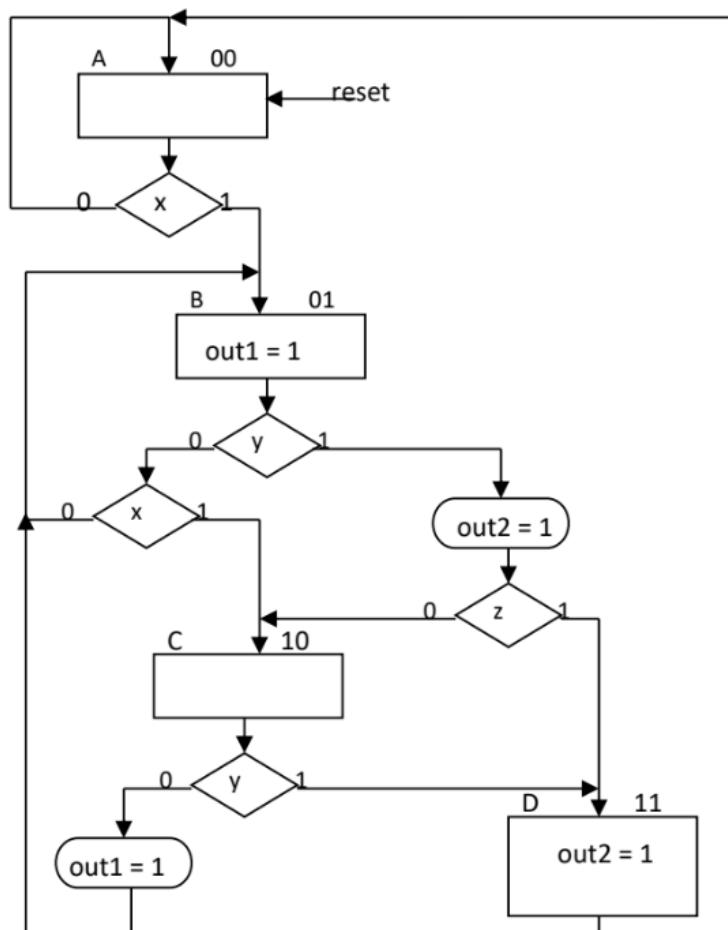 A 00
reset
0 x 1
B 01
out1 = 1
0 y 1
0 x 1
out2 = 1
0 z 1
C 10
0 y 1
D 11
out1 = 1
out2 = 1